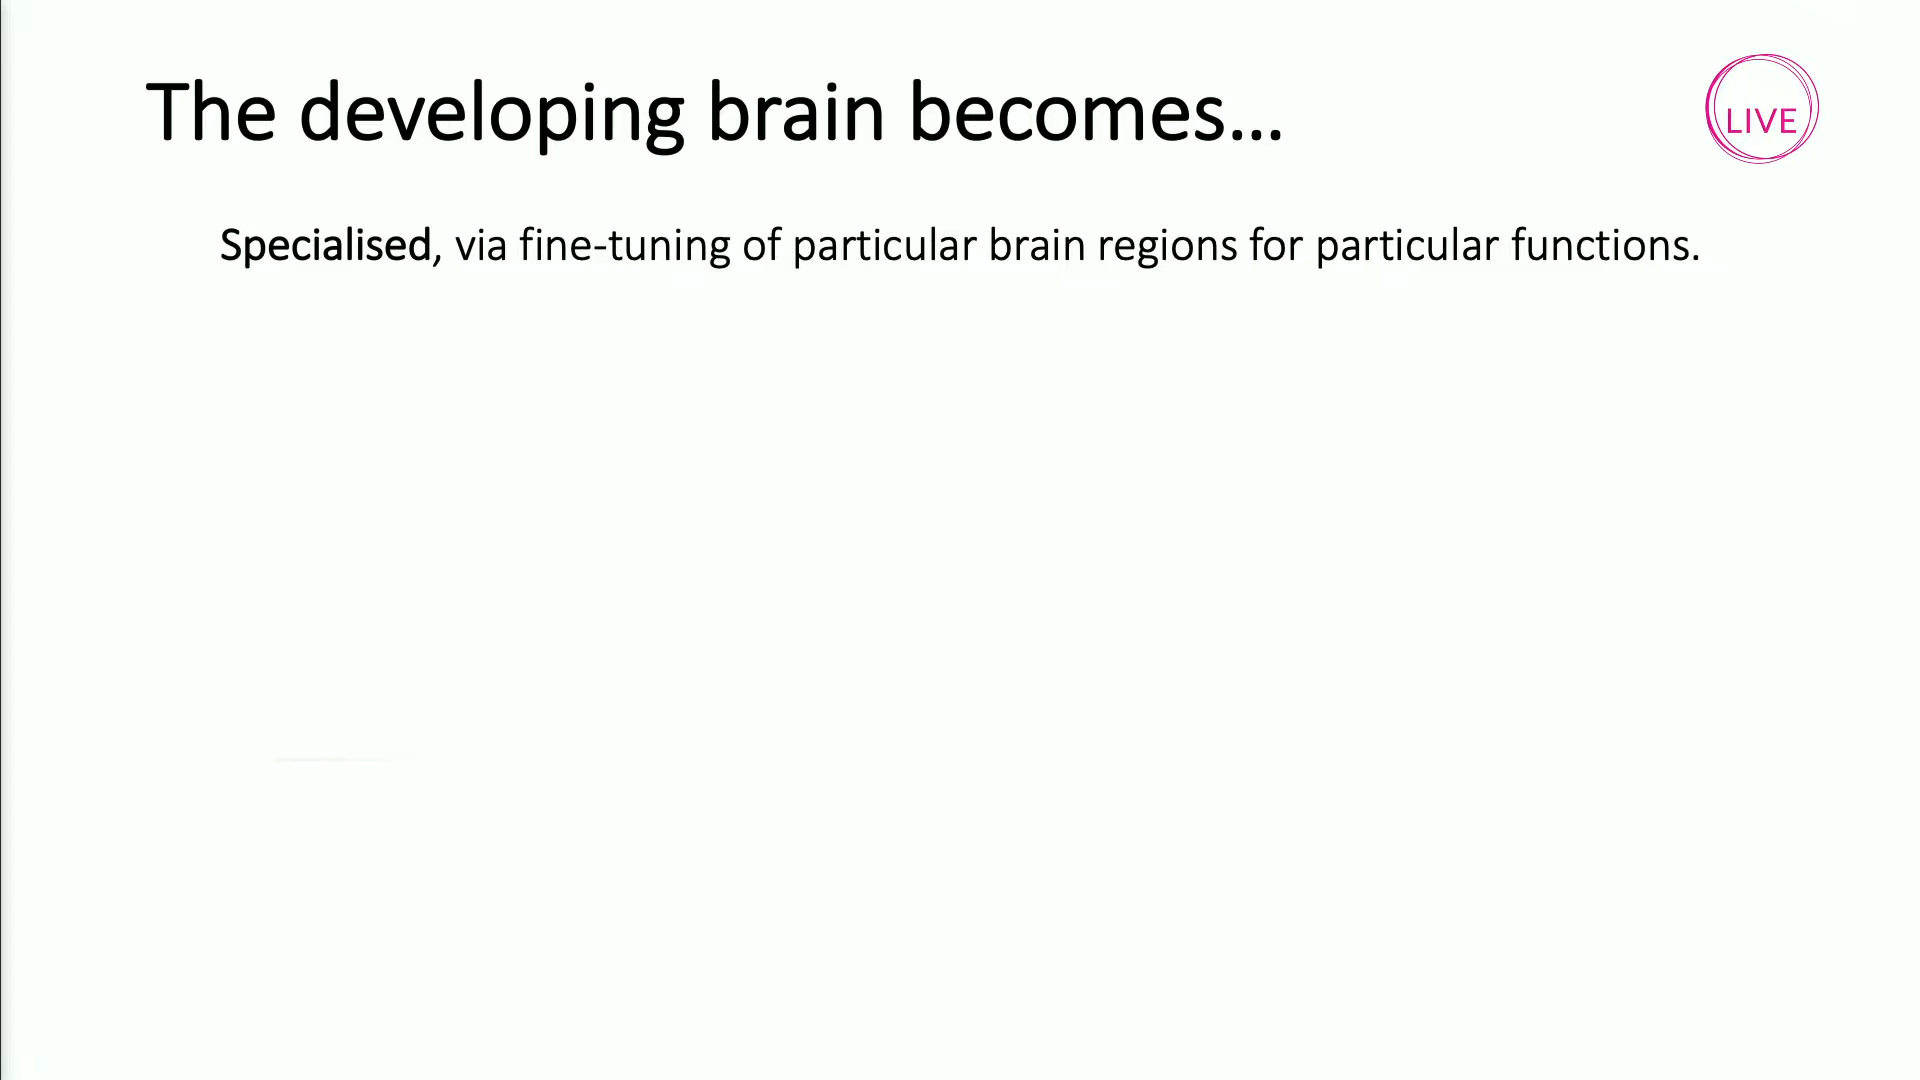 The developing brain becomes...
LIVE
Specialised, via fine-tuning of particular brain regions for particular functions.